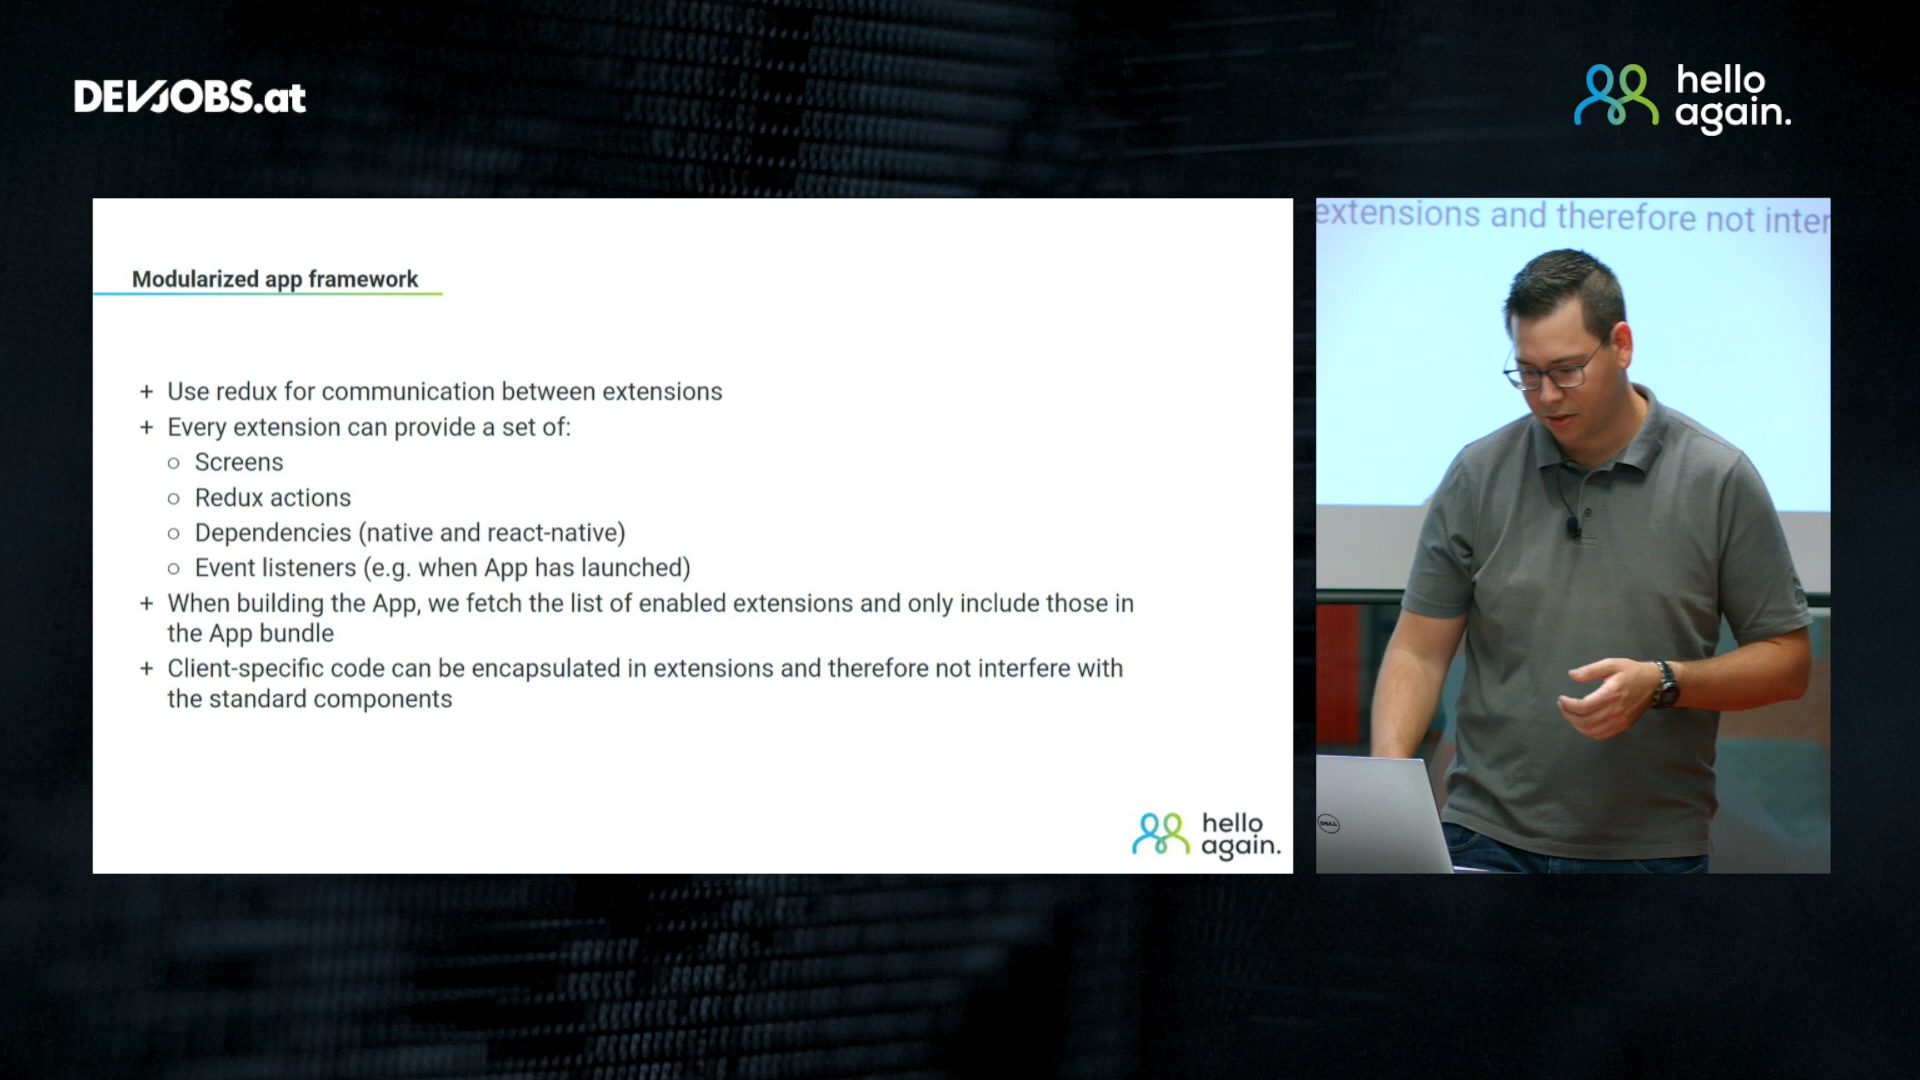 DEVJOBS.at
hello
again.
Modularized app framework
+ Use redux for communication between extensions
+ Every extension can provide a set of:
○ Screens
○ Redux actions
○ Dependencies (native and react-native)
○ Event listeners (e.g. when App has launched)
+ When building the App, we fetch the list of enabled extensions and only include those in
the App bundle
+ Client-specific code can be encapsulated in extensions and therefore not interfere with
the standard components
hello
again.
extensions and therefore not inter
DELL